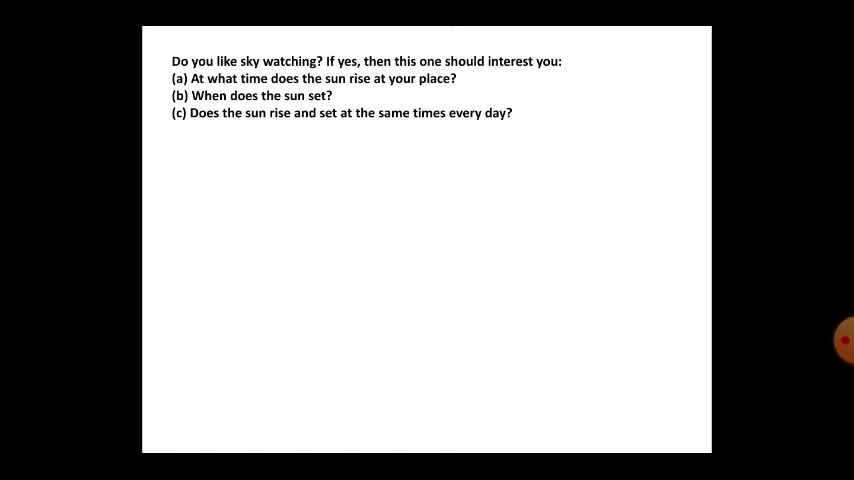 Do you like sky watching? If yes, then this one should interest you:
(a) At what time does the sun rise at your place?
(b) When does the sun set?
(c) Does the sun rise and set at the same times every day?